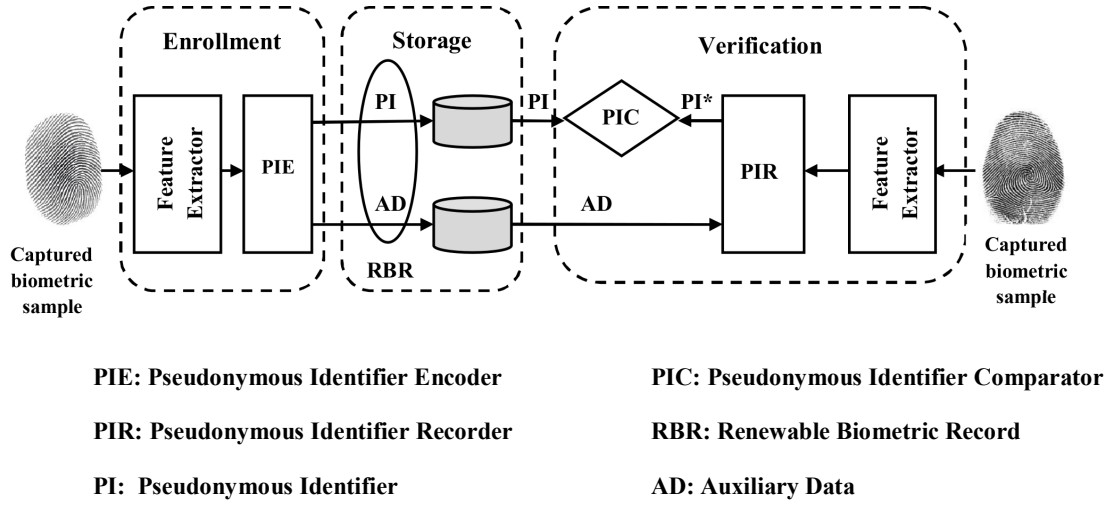 Enrollment
Storage
Verification
PI
PI
PI*
PIC
Feature
Extractor
PIE
PIR
Feature
Extractor
AD
AD
RBR
Captured
biometric
sample
Captured
biometric
sample
PIE: Pseudonymous Identifier Encoder
PIC: Pseudonymous Identifier Comparator
PIR: Pseudonymous Identifier Recorder
RBR: Renewable Biometric Record
PI: Pseudonymous Identifier
AD: Auxiliary Data